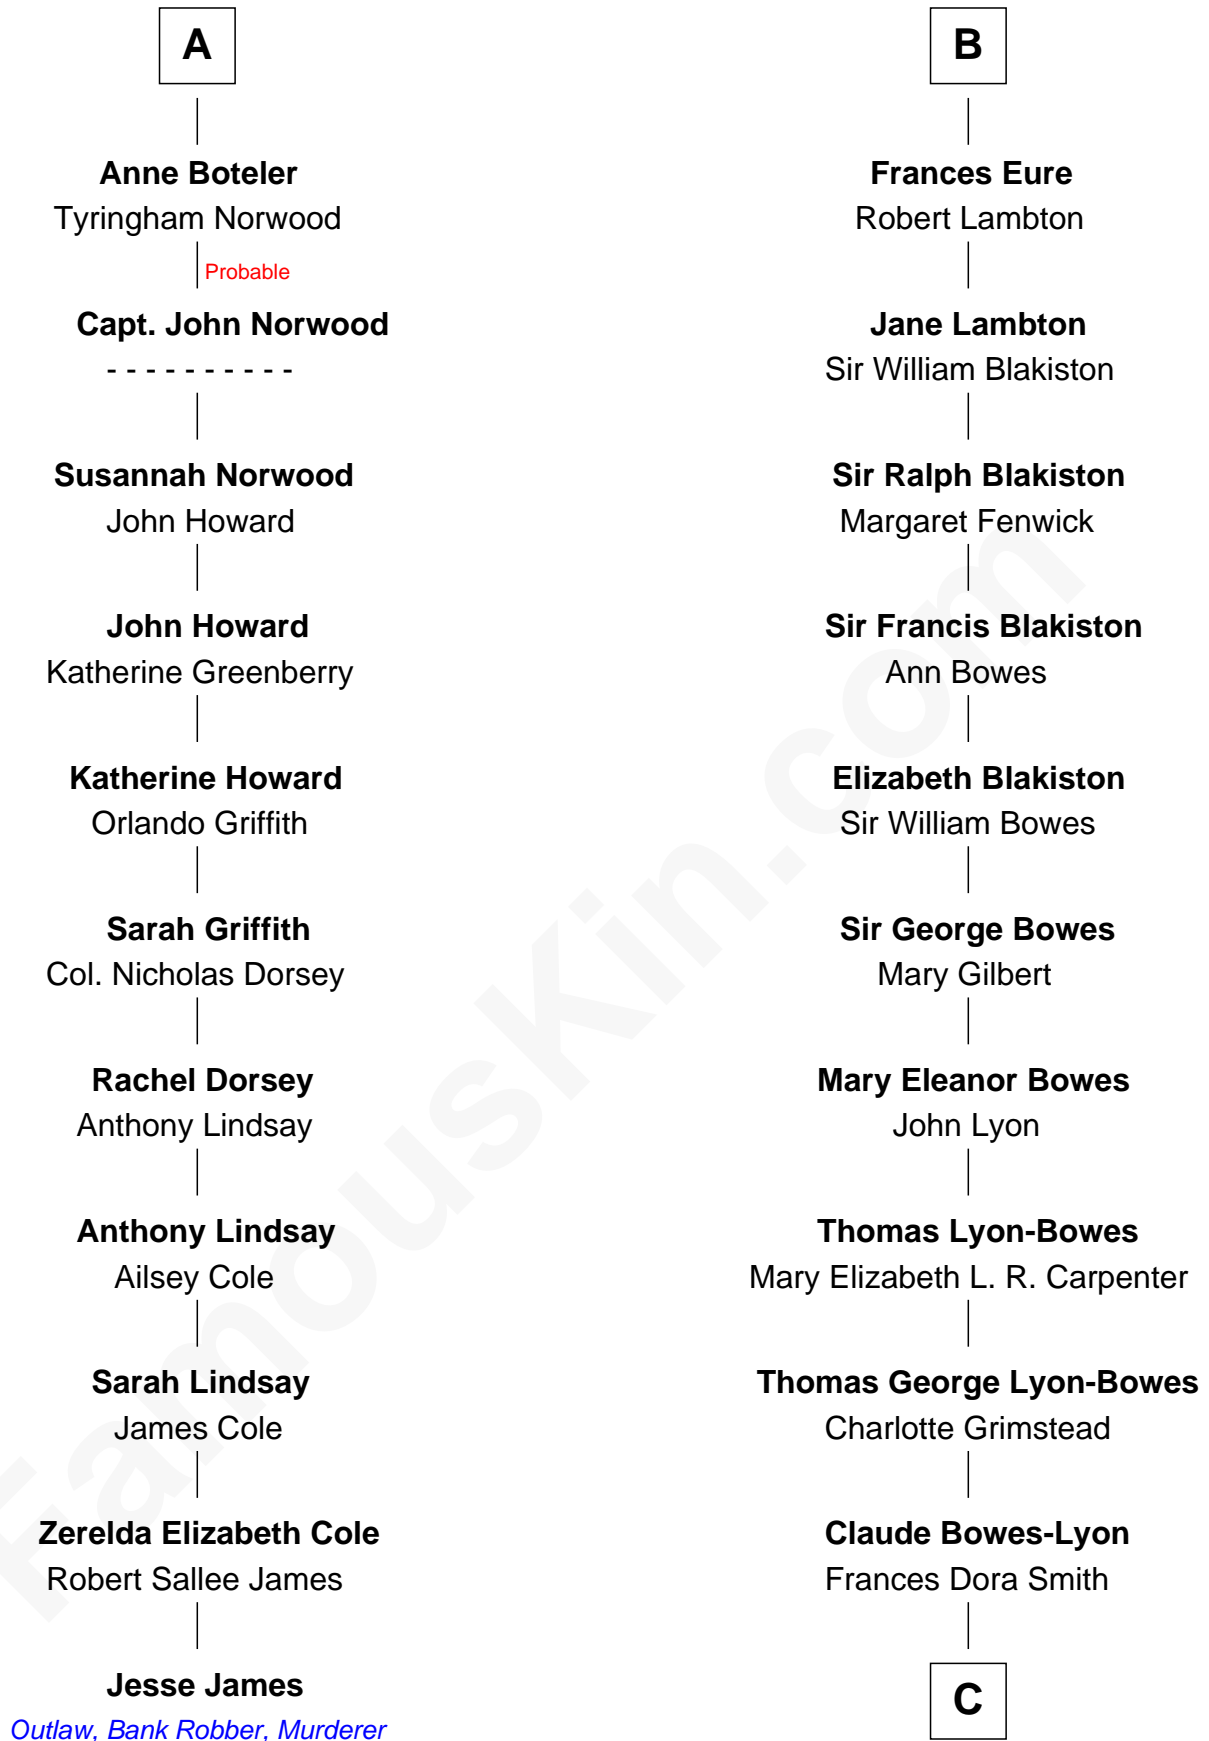 A
Anne Boteler
Tyringham Norwood
Probable
Capt. John Norwood
- - - - - - - - - -
Susannah Norwood
John Howard
John Howard
Katherine Greenberry
Katherine Howard
Orlando Griffith
Sarah Griffith
Col. Nicholas Dorsey
Rachel Dorsey
Anthony Lindsay
Anthony Lindsay
Ailsey Cole
Sarah Lindsay
James Cole
Zerelda Elizabeth Cole
Robert Sallee James
Jesse James
Outlaw, Bank Robber, Murderer
B
Frances Eure
Robert Lambton
Jane Lambton
Sir William Blakiston
Sir Ralph Blakiston
Margaret Fenwick
Sir Francis Blakiston
Ann Bowes
Elizabeth Blakiston
Sir William Bowes
Sir George Bowes
Mary Gilbert
Mary Eleanor Bowes
John Lyon
Thomas Lyon-Bowes
Mary Elizabeth L. R. Carpenter
Thomas George Lyon-Bowes
Charlotte Grimstead
Claude Bowes-Lyon
Frances Dora Smith
C
FamousKin.com